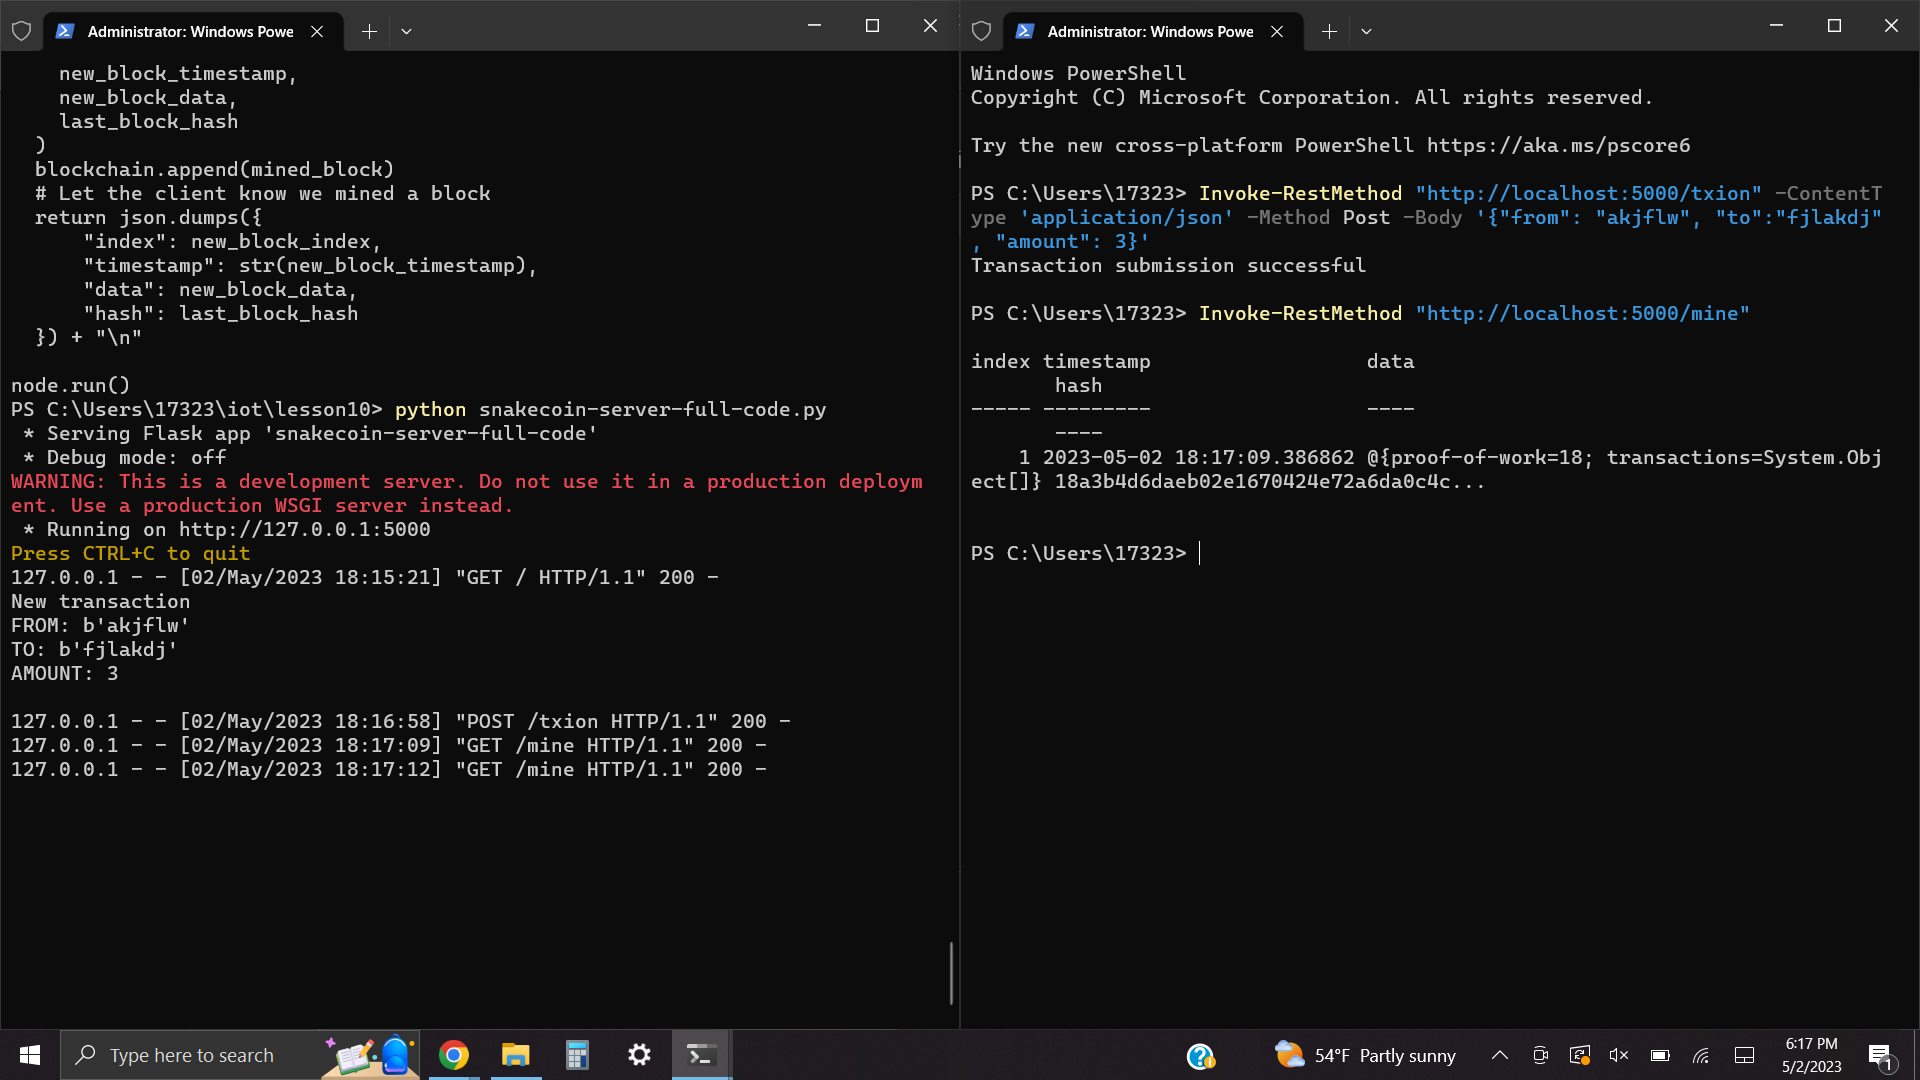 Administrator: Windows Powe
new_block_timestamp,
new_block_data,
last_block_hash
)
blockchain.append(mined_block)
# Let the client know we mined a block
return json.dumps({
"index": new_block_index,
"timestamp": str(new_block_timestamp),
"data": new_block_data,
"hash": last_block_hash
}) + "\n"
node.run()
PS C:\Users\17323\iot\lesson10> python snakecoin-server-full-code.py
* Serving Flask app 'snakecoin-server-full-code'
* Debug mode: off
WARNING: This is a development server. Do not use it in a production deploym
ent. Use a production WSGI server instead.
* Running on http://127.0.0.1:5000
Press CTRL+C to quit
127.0.0.1 - - [02/May/2023 18:15:21] "GET / HTTP/1.1" 200 -
New transaction
FROM: b'akjflw'
TO: b'fjlakdj'
AMOUNT: 3
127.0.0.1 - - [02/May/2023 18:16:58] "POST /txion HTTP/1.1" 200 -
127.0.0.1 - - [02/May/2023 18:17:09] "GET /mine HTTP/1.1" 200 -
127.0.0.1 - - [02/May/2023 18:17:12] "GET /mine HTTP/1.1" 200 -
Administrator: Windows Powe
Windows PowerShell
Copyright (C) Microsoft Corporation. All rights reserved.
Try the new cross-platform PowerShell https://aka.ms/pscore6
PS C:\Users\17323> Invoke-RestMethod "http://localhost:5000/txion" -ContentT
ype 'application/json' -Method Post -Body '{"from": "akjflw", "to":"fjlakdj"
, "amount": 3}'
Transaction submission successful
PS C:\Users\17323> Invoke-RestMethod "http://localhost:5000/mine"
index timestamp data
hash
----- --------- ----
----
1 2023-05-02 18:17:09.386862 @{proof-of-work=18; transactions=System.Obj
ect[]} 18a3b4d6daeb02e1670424e72a6da0c4c...
PS C:\Users\17323>
Type here to search
54°F Partly sunny
6:17 PM
5/2/2023
1